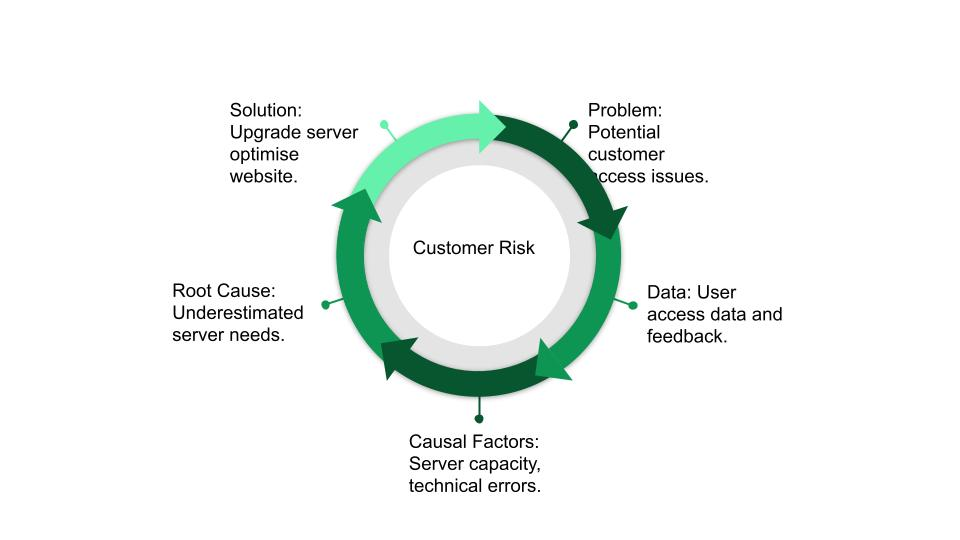 Solution:
Upgrade server
optimise
website.
Problem:
Potential
customer
access issues.
Customer Risk
Root Cause:
Underestimated
server needs.
Data: User
access data and
feedback.
Causal Factors:
Server capacity,
technical errors.